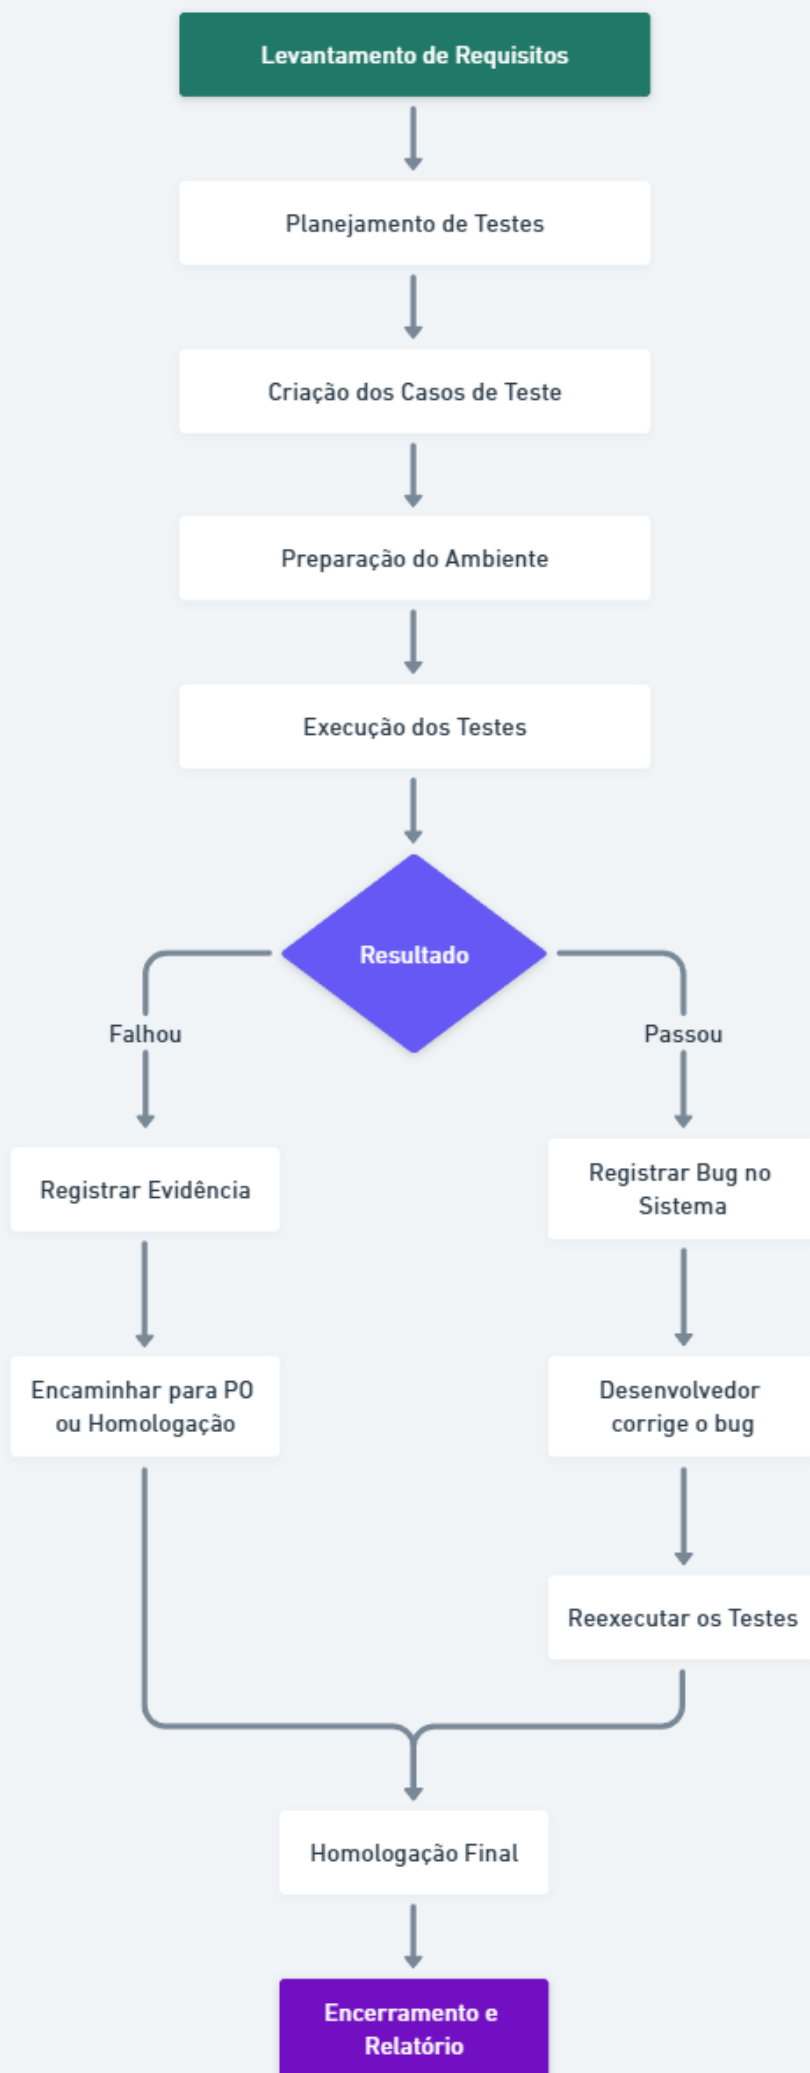 Levantamento de Requisitos
Planejamento de Testes
Criação dos Casos de Teste
Preparação do Ambiente
Execução dos Testes
Resultado
Falhou
Passou
Registrar Evidência
Registrar Bug no
Sistema
Encaminhar para PO
ou Homologação
Desenvolvedor
corrige o bug
Reexecutar os Testes
Homologação Final
Encerramento e
Relatório